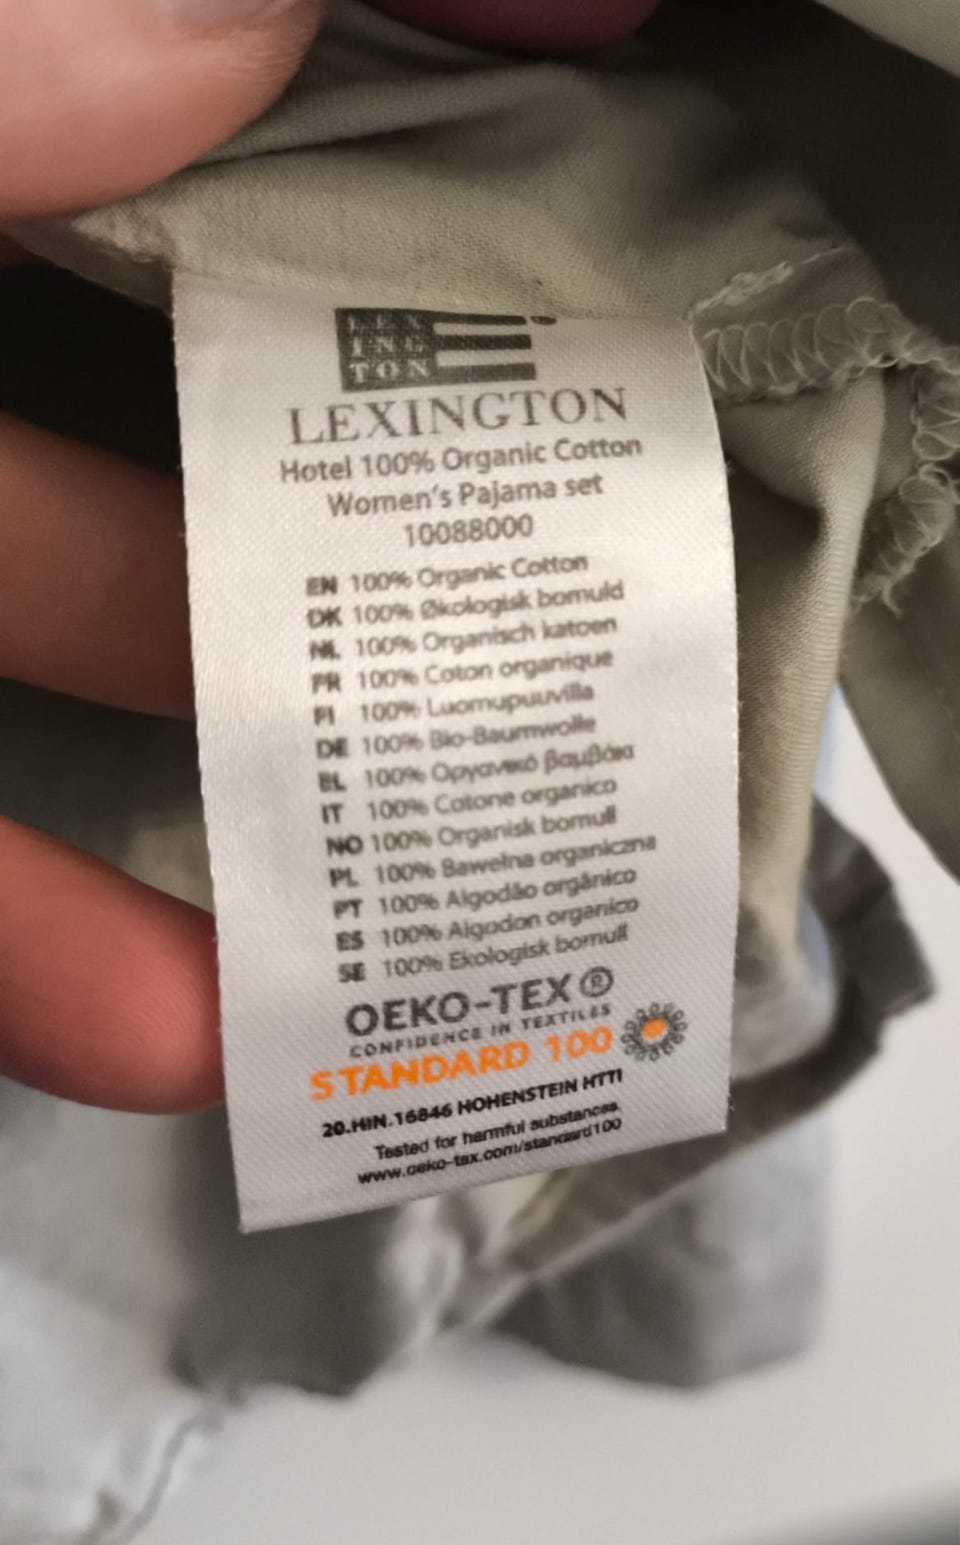 LEX
ING
TON
LEXINGTON
Hotel 100% Organic Cotton
Women's Pajama set
10088000
EN 100% Organic Cotton
DK 100% Økologisk bomuld
NL 100% Organisch katoen
FR 100% Coton organique
FI 100% Luomupuuvilla
DE 100% Bio-Baumwolle
EL 100% Οργανικό βαμβάκι
IT 100% Cotone organico
NO 100% Organisk bomull
PL 100% Bawełna organiczna
PT 100% Algodão orgânico
ES 100% Algodon organico
SE 100% Ekologisk bomull
OEKO-TEX®
CONFIDENCE IN TEXTILES
STANDARD 100
20.HIN.16846 HOHENSTEIN HTTI
Tested for harmful substances.
www.oeko-tex.com/standard100